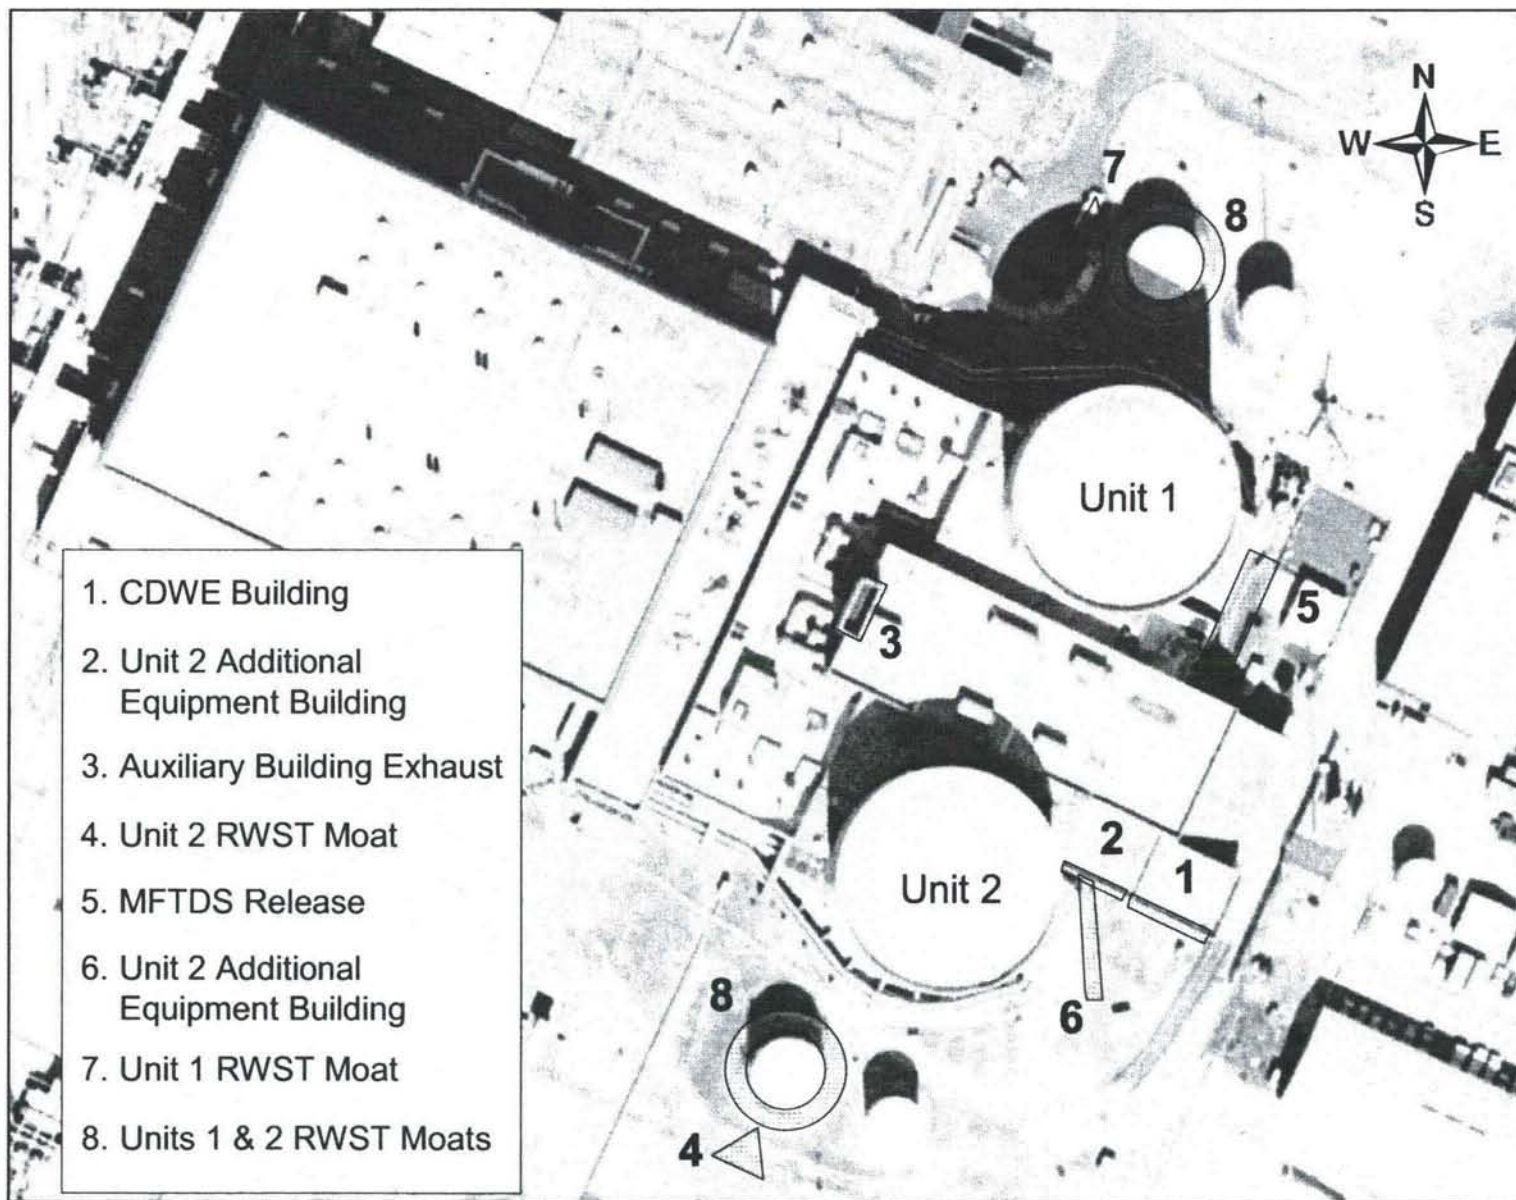 N
W E
S
7
8
Unit 1
5
3
2
1
Unit 2
8
6
4
1. CDWE Building
2. Unit 2 Additional
Equipment Building
3. Auxiliary Building Exhaust
4. Unit 2 RWST Moat
5. MFTDS Release
6. Unit 2 Additional
Equipment Building
7. Unit 1 RWST Moat
8. Units 1 & 2 RWST Moats